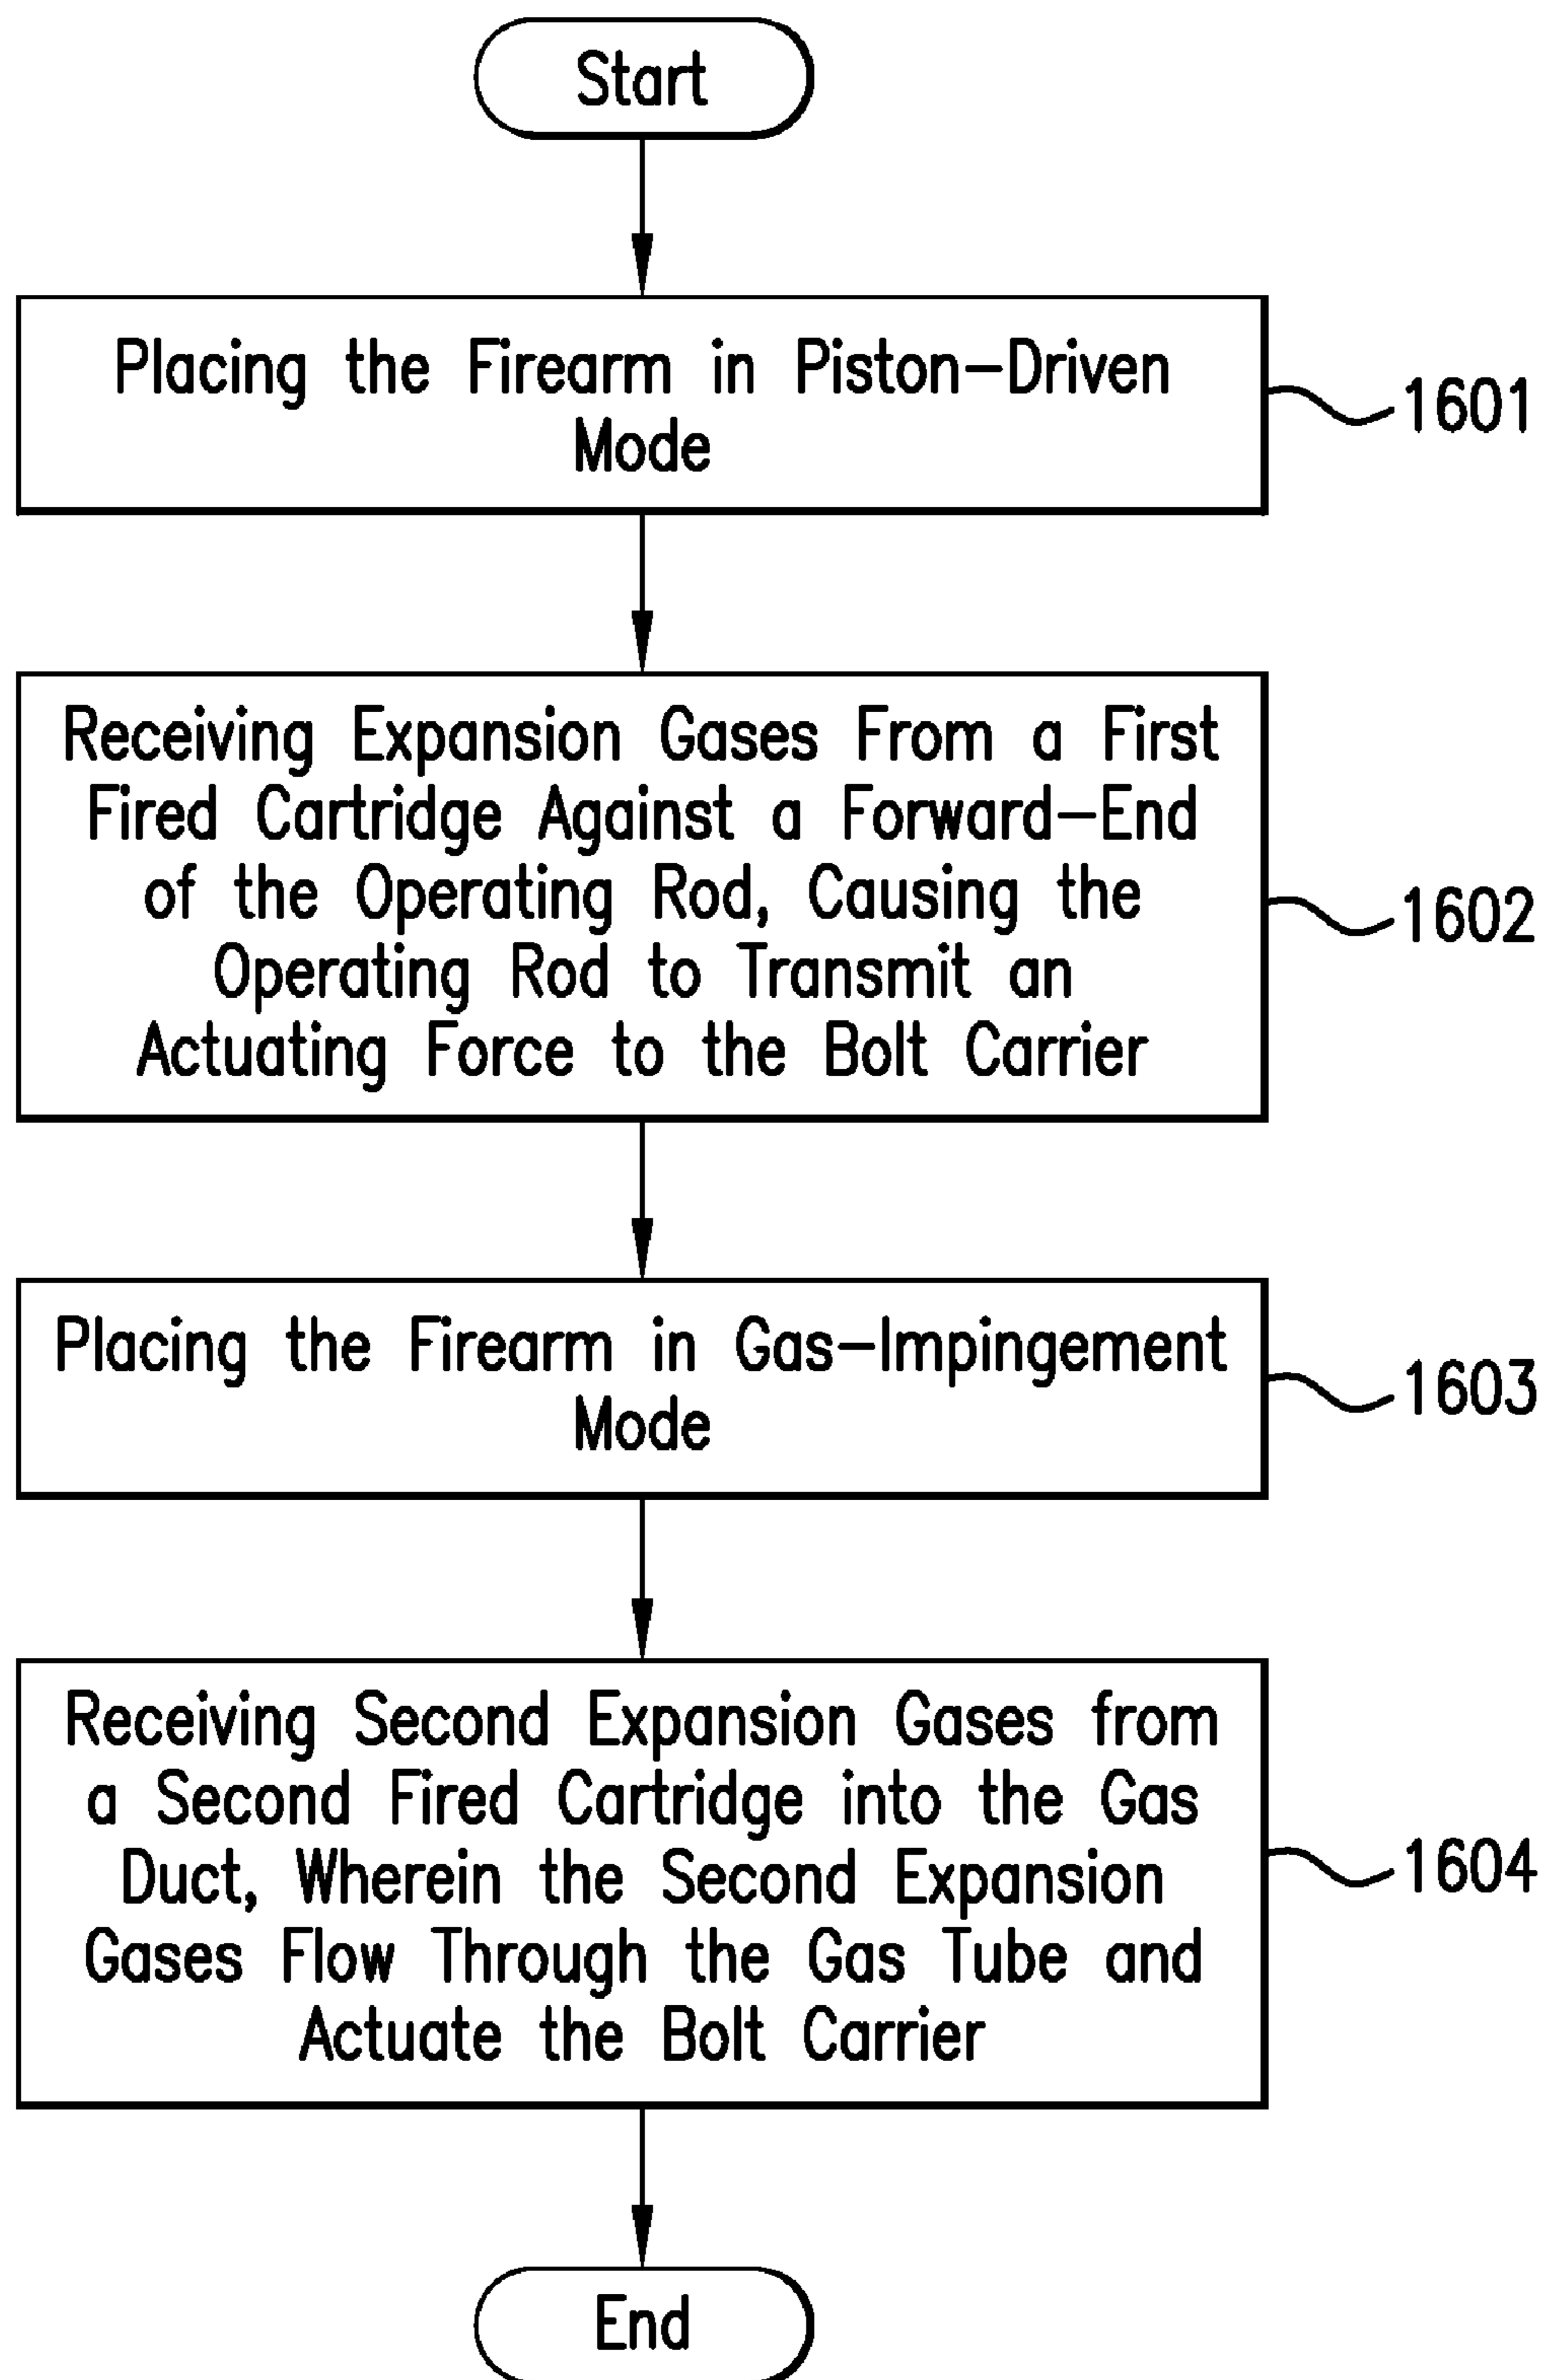 Start
Placing the Firearm in Piston-Driven
Mode
1601
Receiving Expansion Gases From a First
Fired Cartridge Against a Forward-End
of the Operating Rod, Causing the
Operating Rod to Transmit an
Actuating Force to the Bolt Carrier
1602
Placing the Firearm in Gas-Impingement
Mode
1603
Receiving Second Expansion Gases from
a Second Fired Cartridge into the Gas
Duct, Wherein the Second Expansion
Gases Flow Through the Gas Tube and
Actuate the Bolt Carrier
1604
End